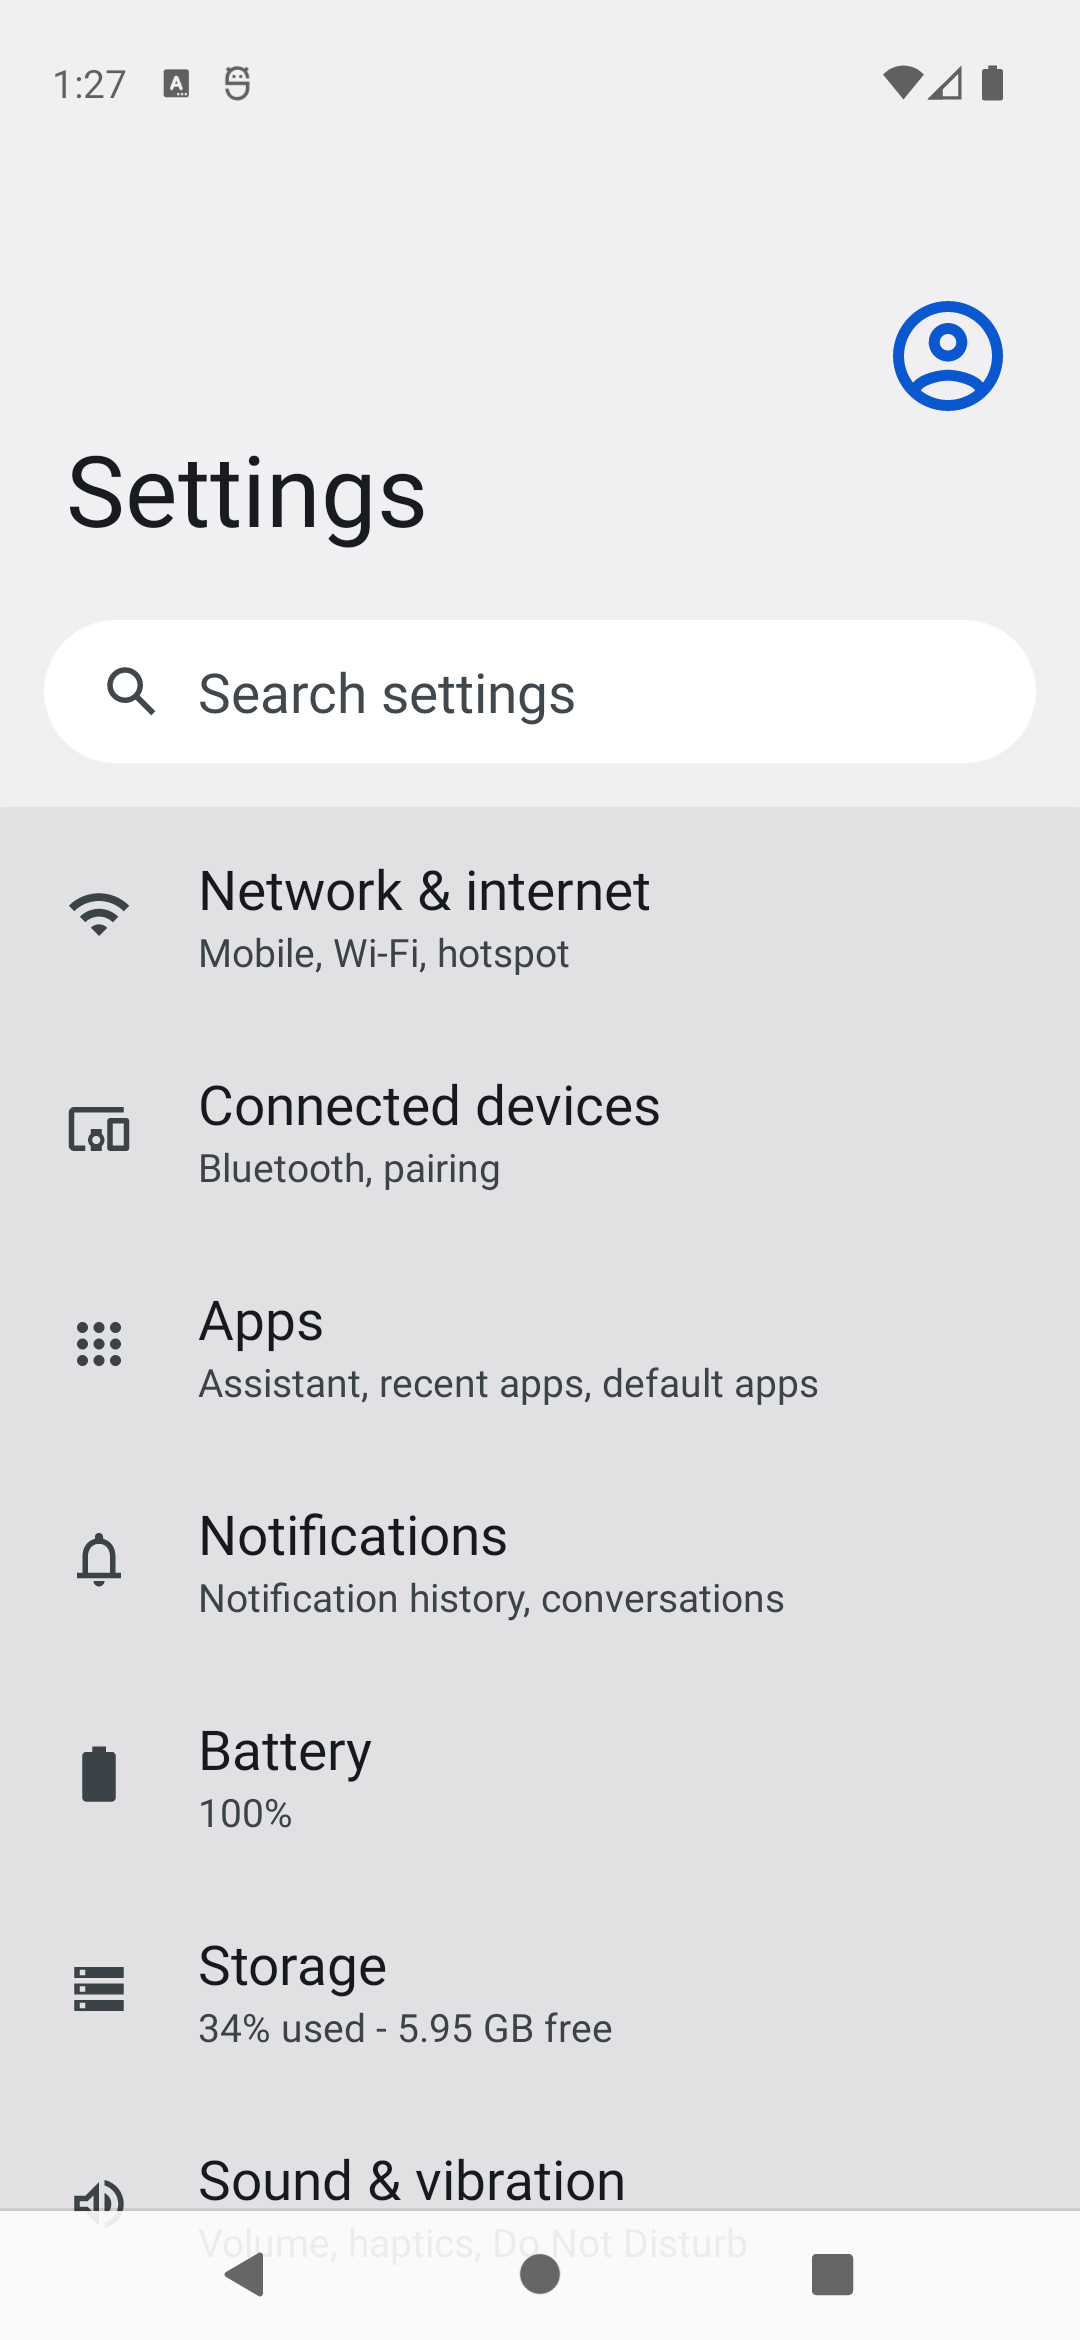 1:27
Settings
Search settings
Network & internet
Mobile, Wi-Fi, hotspot
Connected devices
Bluetooth, pairing
Apps
Assistant, recent apps, default apps
Notifications
Notification history, conversations
Battery
100%
Storage
34% used - 5.95 GB free
Sound & vibration
Volume, haptics, Do Not Disturb